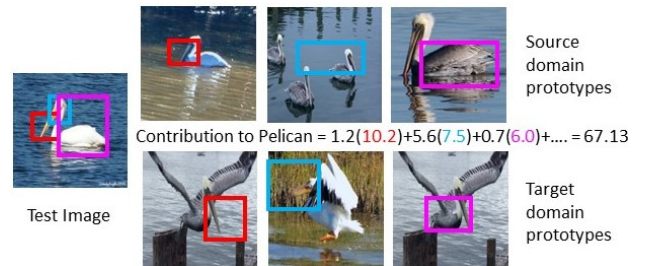 Source
domain
prototypes
Contribution to Pelican = 1.2(10.2)+5.6(7.5)+0.7(6.0)+.... = 67.13
Test Image
Target
domain
prototypes